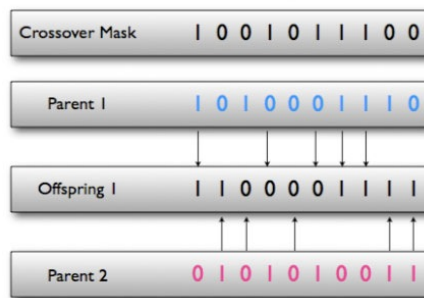 Crossover Mask 1 0 0 1 0 1 1 1 0 0
Parent 1 1 0 1 0 0 0 1 1 1 0
Offspring 1 1 1 0 0 0 0 1 1 1 1
Parent 2 0 1 0 1 0 1 0 0 1 1